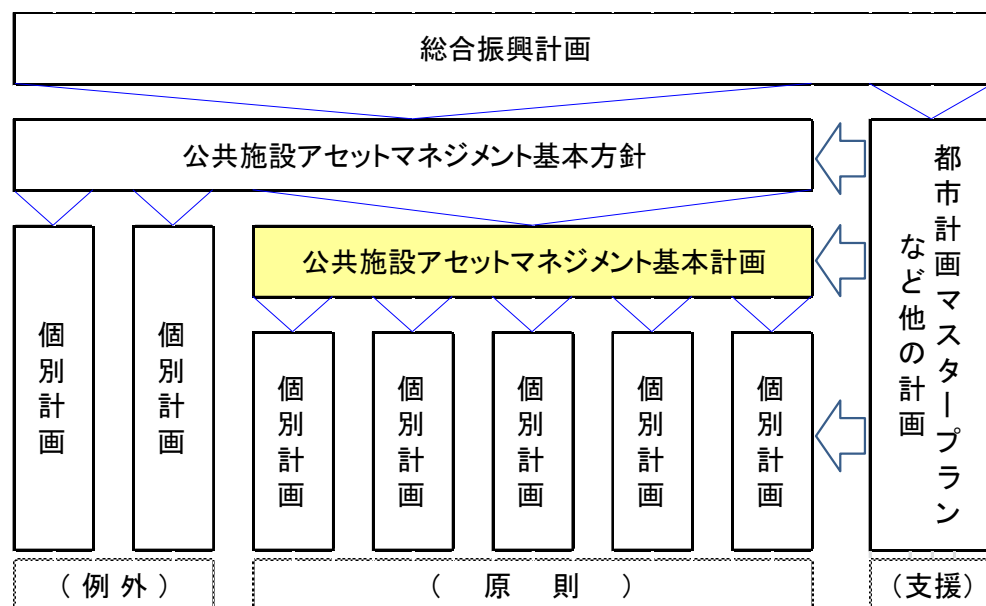 総合振興計画
公共施設アセットマネジメント基本方針
都市計画マスタープラン
など他の計画
公共施設アセットマネジメント基本計画
個別計画
個別計画
個別計画
個別計画
個別計画
個別計画
個別計画
（例外）
（原則）
（支援）